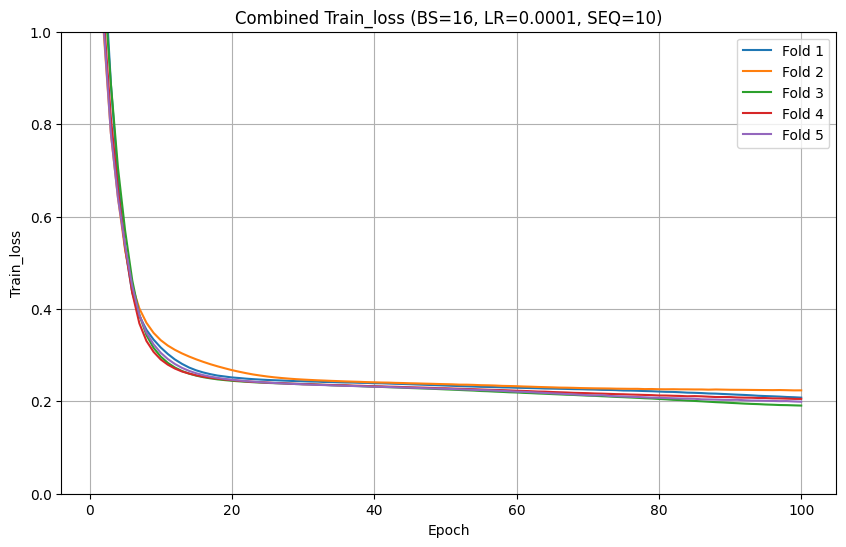 Combined Train_loss (BS=16, LR=0.0001, SEQ=10)
Train_loss
1.0
0.8
0.6
0.4
0.2
0.0
0
20
40
60
80
100
Epoch
Fold 1
Fold 2
Fold 3
Fold 4
Fold 5